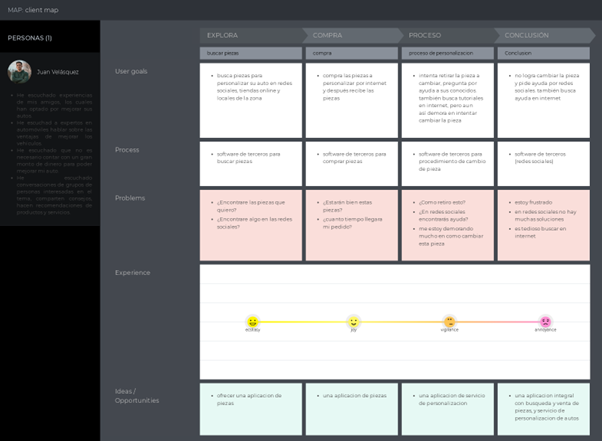 MAP: client map
PERSONAS (1)
Juan Velásquez
EXPLORA
COMPRA
PROCESO
CONCLUSIÓN
buscar piezas
compra
proceso de personalizacion
Conclusión
User goals
busca piezas para
personalizar su auto en redes
sociales, tiendas online y
locales de la zona
compra las piezas a
personalizar por internet y
después recibe las
piezas
intenta retirar la pieza a
cambiar, pregunta por
ayuda a sus conocidos
también busca tutoriales
en internet, pero aun
así demora en intentar
cambiar la pieza
no logra cambiar la pieza
y pide ayuda por redes
sociales, tambien busca
ayuda en internet
Process
software de terceros para
buscar piezas
software de terceros para
comprar piezas
software de terceros para
procedimiento de cambio
de pieza
software de terceros
(redes sociales)
Problems
¿Encontrare las piezas que
quiero?
¿Encontrare algo en las redes
sociales?
¿Estarán bien estas
piezas?
¿cuanto tiempo llegara
mi pedido?
¿Como retiro esto?
¿En redes sociales
encontrarés ayuda?
me estoy demorando
mucho en como cambiar
esta pieza
estoy frustrado
en redes sociales no hay
muchas soluciones
es tedioso buscar en
internet
Experience
ecstasy
joy
vigilance
annoyance
Ideas /
Opportunities
ofrecer una aplicacion de
piezas
una aplicacion de piezas
una aplicacion de servicio
de personalizacion
una aplicacion integral
con busqueda y venta de
piezas, y servicio de
personalizacion de autos